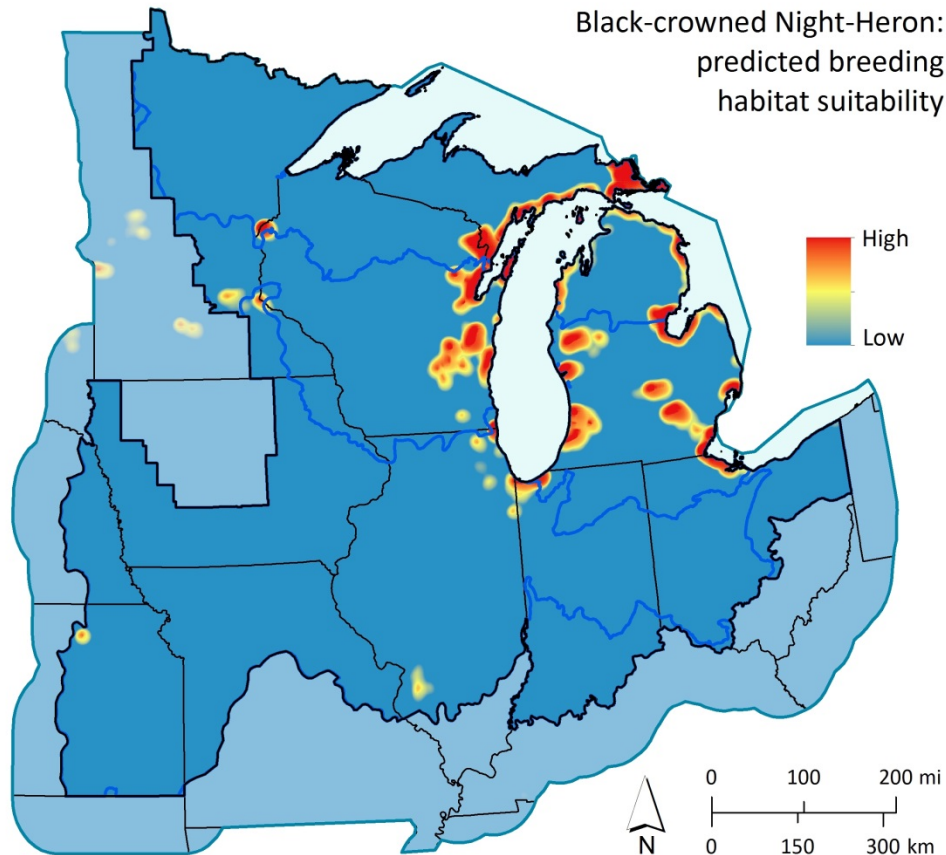 Black-crowned Night-Heron:
predicted breeding
habitat suitability
High
Low
0 100 200 mi
N 0 150 300 km